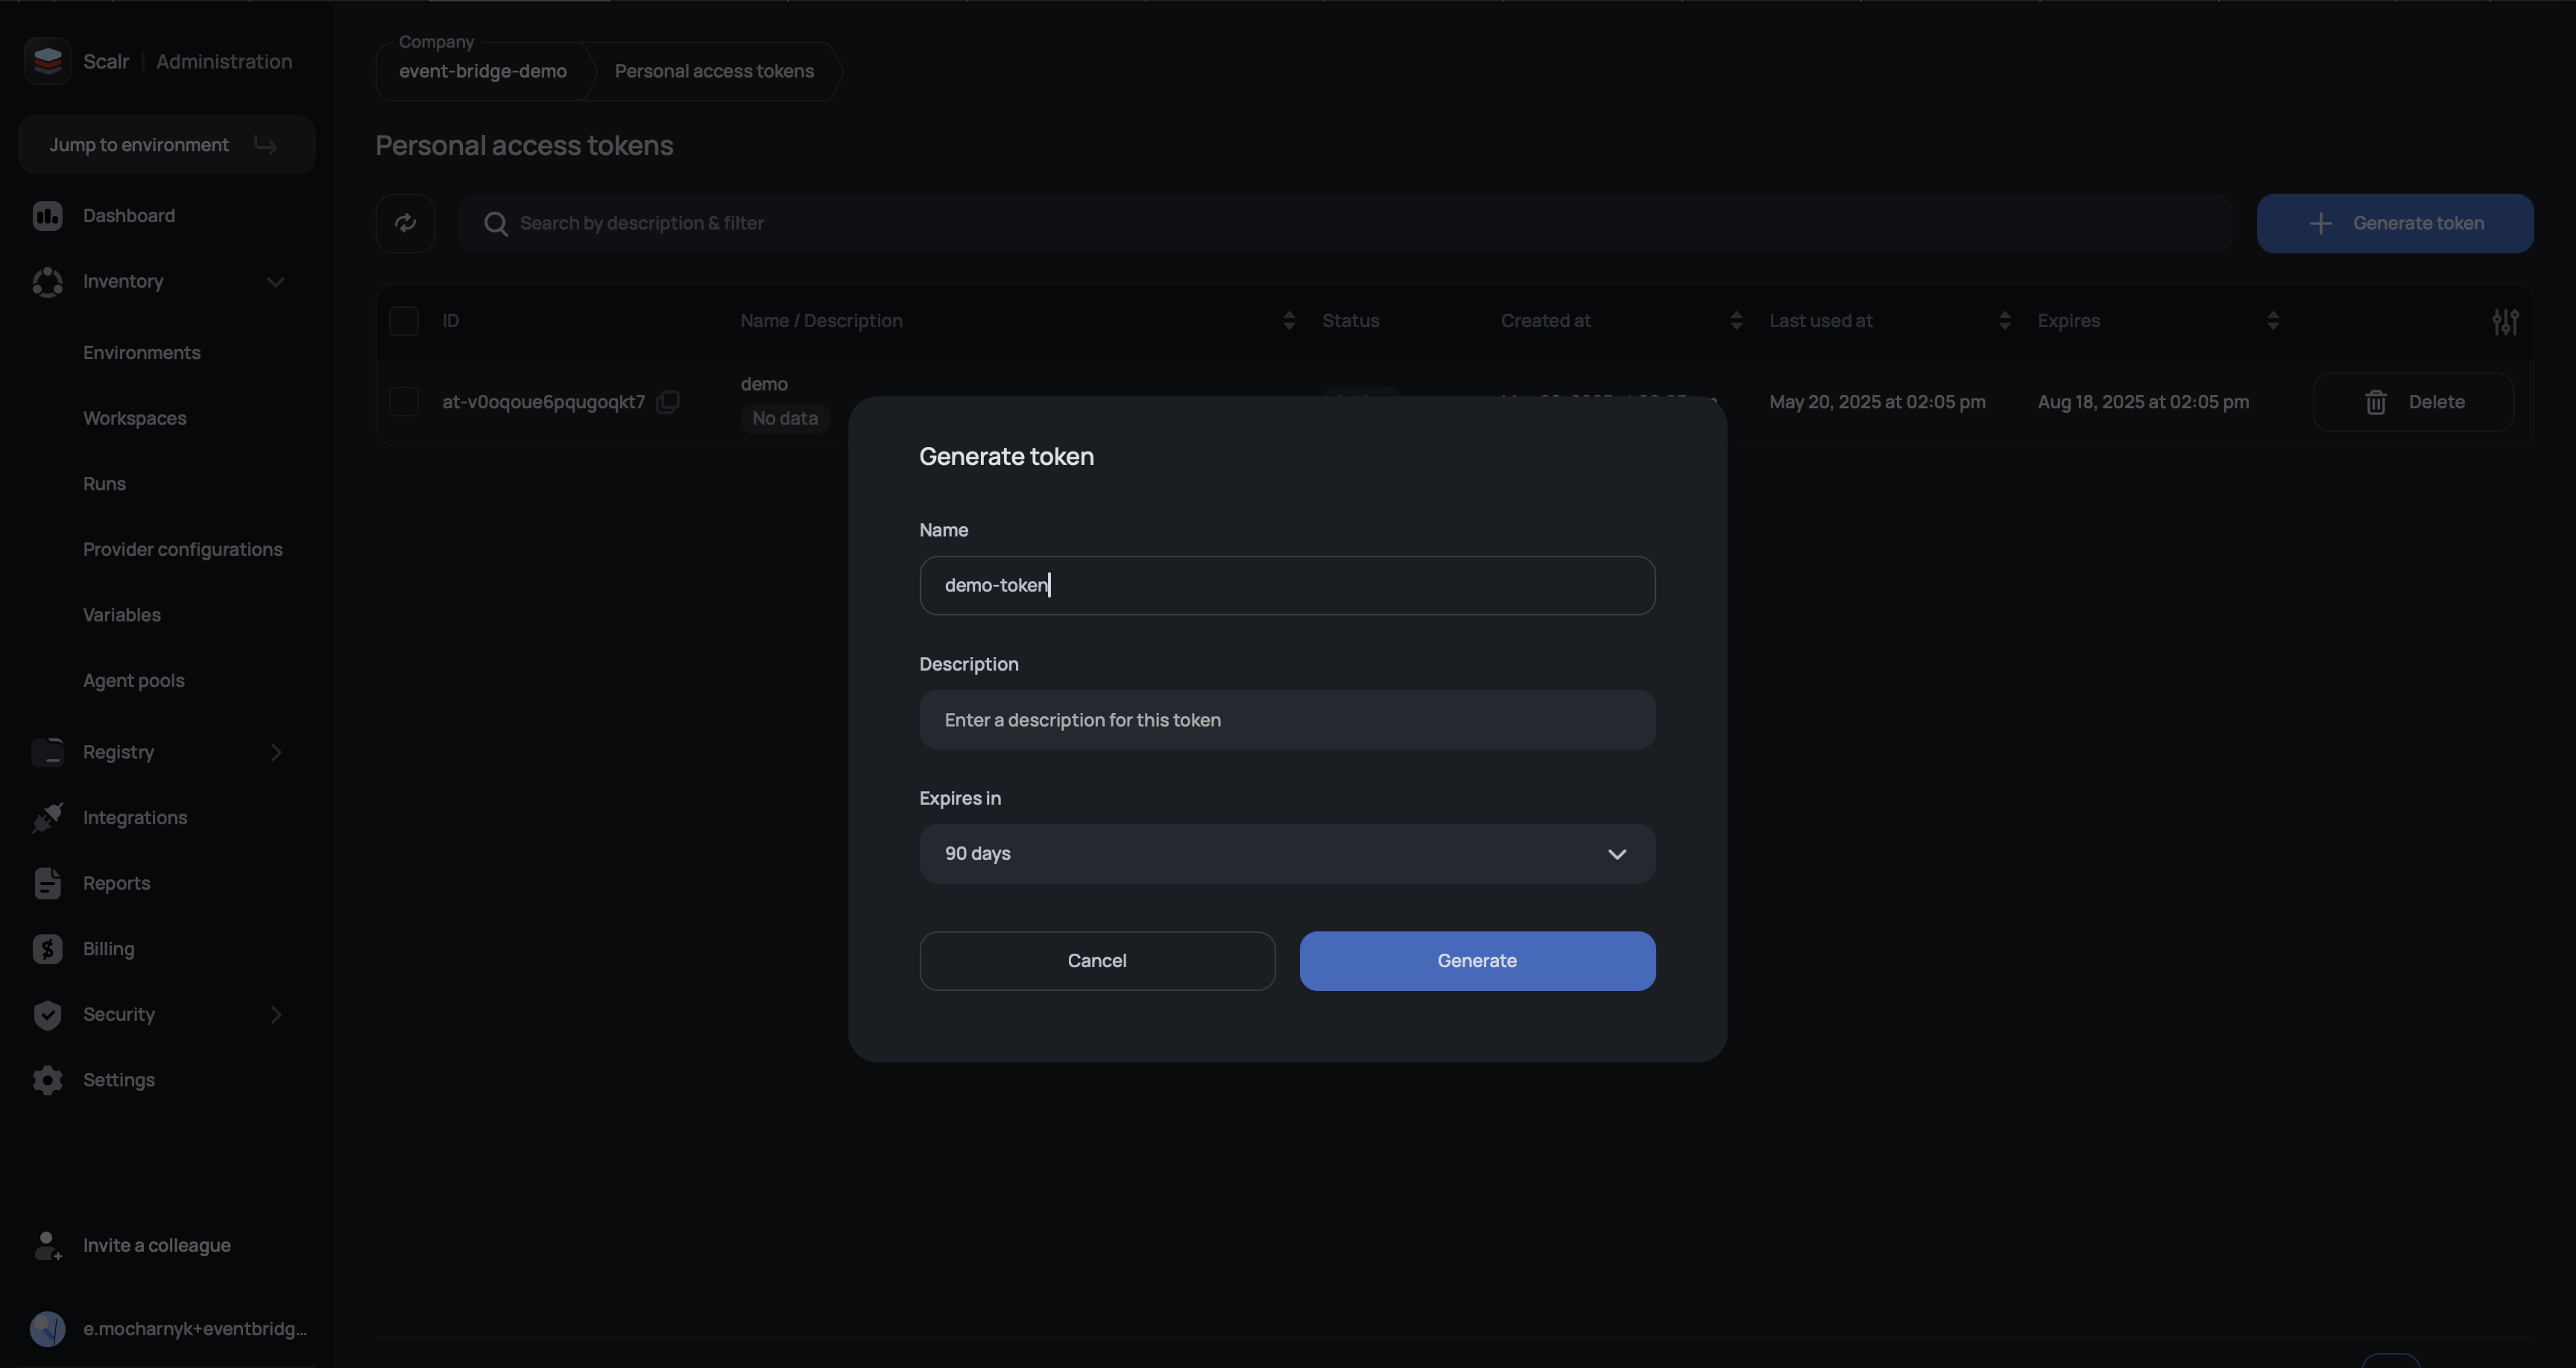 Scalr | Administration
Jump to environment
Dashboard
Inventory
Environments
Workspaces
Runs
Provider configurations
Variables
Agent pools
Registry
Integrations
Reports
Billing
Security
Settings
Invite a colleague
e.mocharnyk+eventbridg...
Company
event-bridge-demo
Personal access tokens
Personal access tokens
Search by description & filter
Generate token
ID
Name / Description
Status
Created at
Last used at
Expires
at-v0oqoue6pqugoqkt7
demo
No data
May 20, 2025 at 02:05 pm
Aug 18, 2025 at 02:05 pm
Delete
Generate token
Name
demo-token
Description
Enter a description for this token
Expires in
90 days
Cancel
Generate